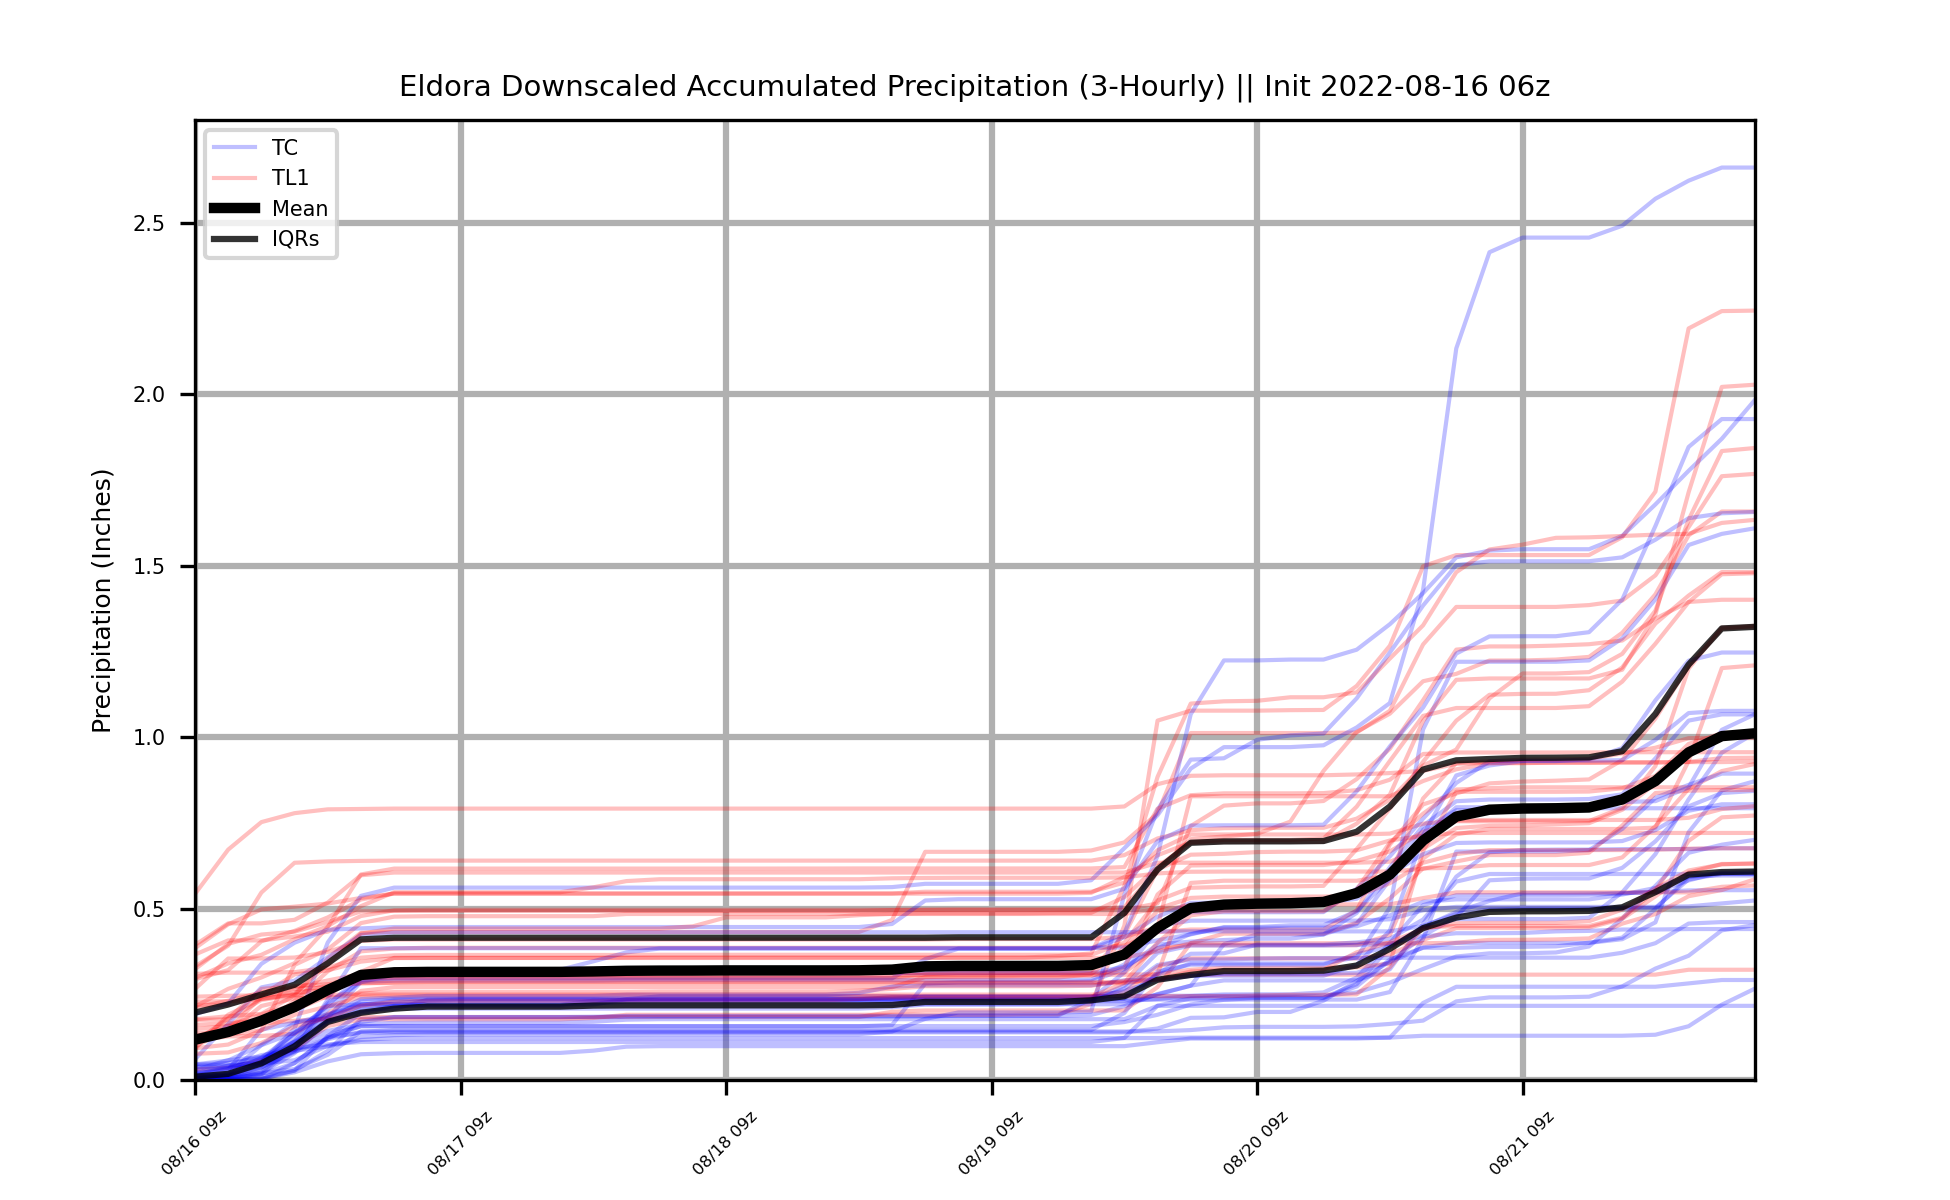 Eldora Downscaled Accumulated Precipitation (3-Hourly) || Init 2022-08-16 06z
TC
TL1
Mean
IQRs
Precipitation (Inches)
2.5
2.0
1.5
1.0
0.5
0.0
08/16 09z
08/17 09z
08/18 09z
08/19 09z
08/20 09z
08/21 09z